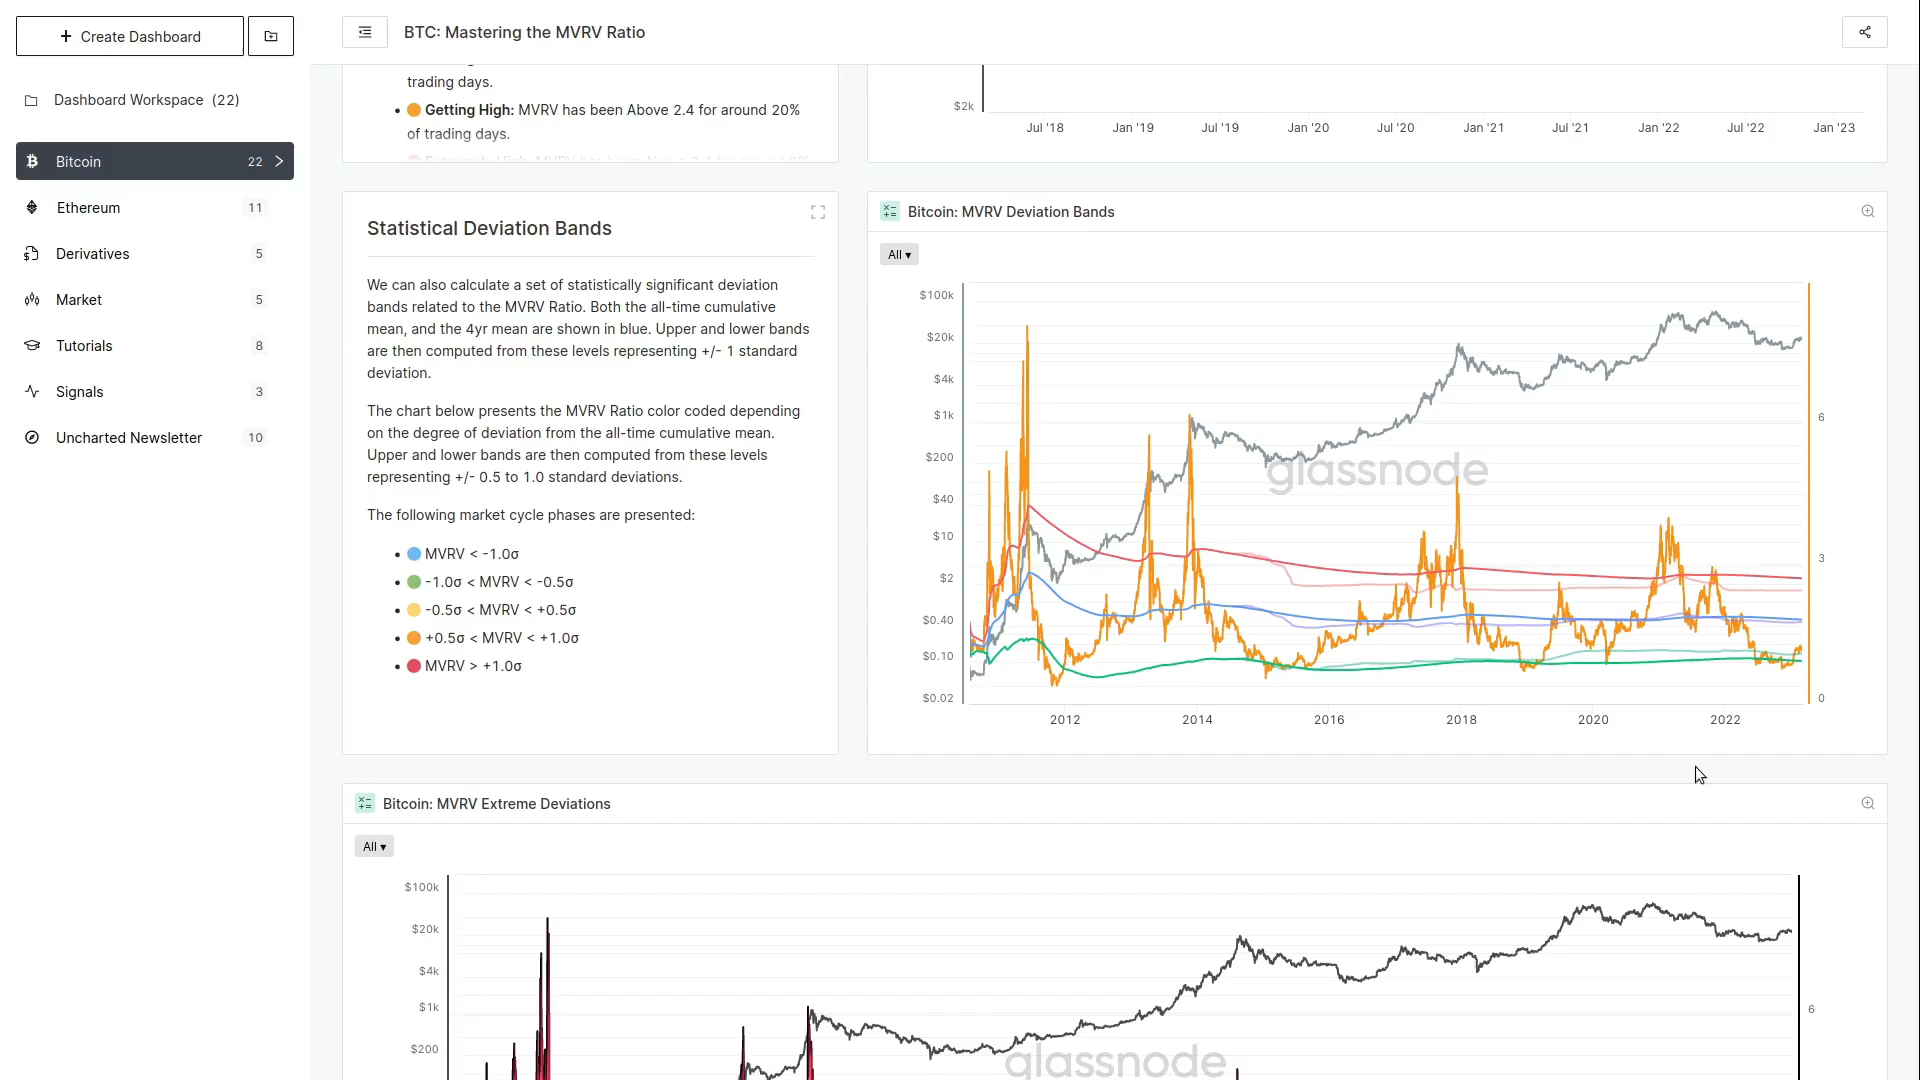 Create Dashboard
Dashboard Workspace (22)
Bitcoin 22
Ethereum 11
Derivatives 5
Market 5
Tutorials 8
Signals 3
Uncharted Newsletter 10
BTC: Mastering the MVRV Ratio
trading days.
• Getting High: MVRV has been Above 2.4 for around 20%
of trading days.
$2k
Jul '18 Jan '19 Jul '19 Jan '20 Jul '20 Jan '21 Jul '21 Jan '22 Jul '22 Jan '23
Statistical Deviation Bands
We can also calculate a set of statistically significant deviation
bands related to the MVRV Ratio. Both the all-time cumulative
mean, and the 4yr mean are shown in blue. Upper and lower bands
are then computed from these levels representing +/- 1 standard
deviation.
The chart below presents the MVRV Ratio color coded depending
on the degree of deviation from the all-time cumulative mean.
Upper and lower bands are then computed from these levels
representing +/- 0.5 to 1.0 standard deviations.
The following market cycle phases are presented:
• MVRV < -1.0σ
• -1.0σ < MVRV < -0.5σ
• -0.5σ < MVRV < +0.5σ
• +0.5σ < MVRV < +1.0σ
• MVRV > +1.0σ
Bitcoin: MVRV Deviation Bands
All ▾
$100k
$20k
$4k
$1k
$200
$40
$10
$2
$0.40
$0.10
$0.02
glassnode
6
3
0
2012 2014 2016 2018 2020 2022
Bitcoin: MVRV Extreme Deviations
All ▾
$100k
$20k
$4k
$1k
$200
6
glassnode